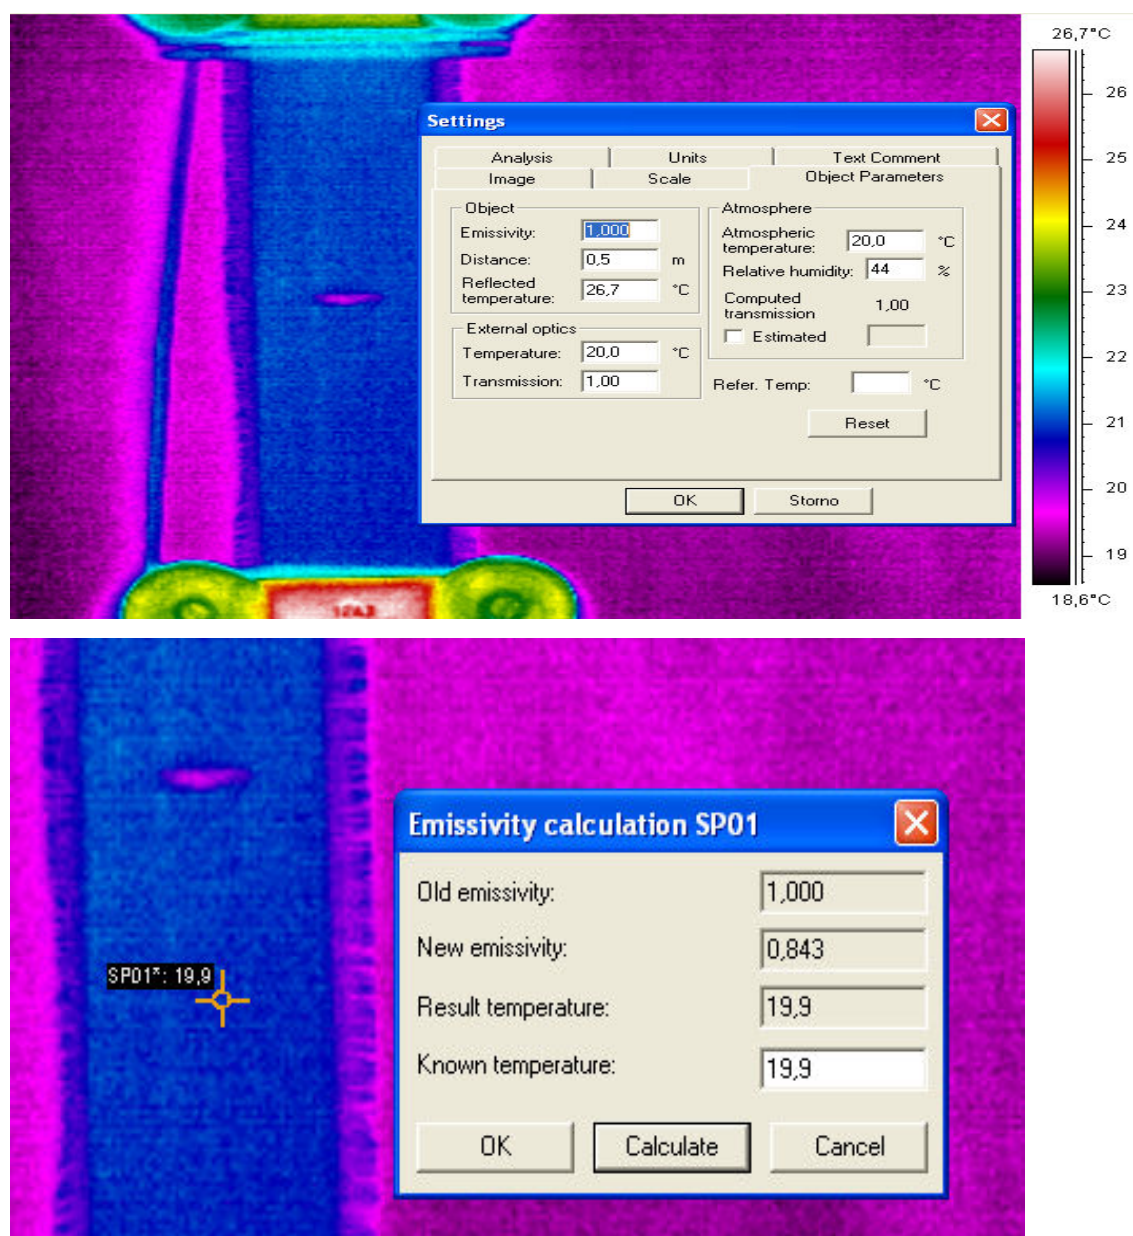 26,7°C
26
25
24
23
22
21
20
19
18,6°C
Settings
Analysis Units Text Comment
Image Scale Object Parameters
Object
Emissivity: 1,000
Distance: 0,5 m
Reflected
temperature: 26,7 °C
External optics
Temperature: 20,0 °C
Transmission: 1,00
Atmosphere
Atmospheric
temperature: 20,0 °C
Relative humidity: 44 %
Computed
transmission 1,00
Estimated
Refer. Temp: °C
Reset
OK Storno
SP01*: 19,9
Emissivity calculation SP01
Old emissivity: 1,000
New emissivity: 0,843
Result temperature: 19,9
Known temperature: 19,9
OK Calculate Cancel